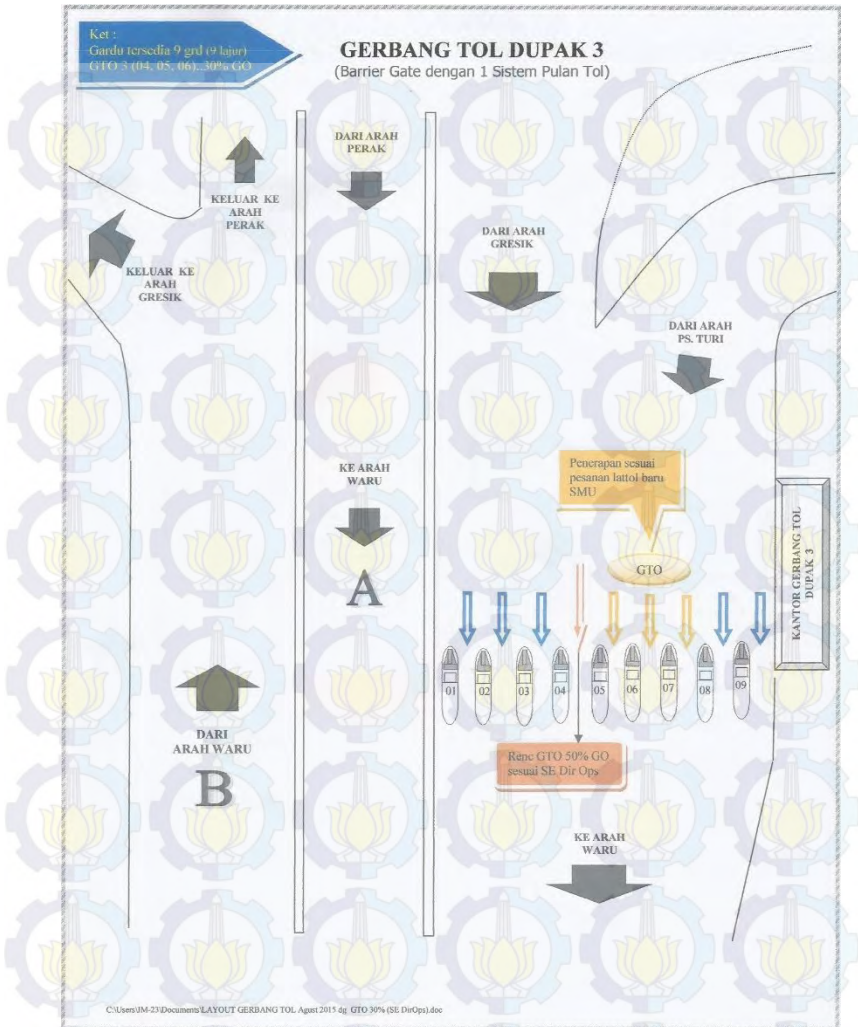 Ket :
Gardu tersedia 9 grd (9 lajur)
GTO 3 (04, 05, 06)..30% GO
GERBANG TOL DUPAK 3
(Barrier Gate dengan 1 Sistem Pulan Tol)
DARI ARAH
PERAK
KELUAR KE
ARAH
PERAK
DARI ARAH
GRESIK
KELUAR KE
ARAH
GRESIK
DARI ARAH
PS. TURI
KE ARAH
WARU
A
Penerapan sesuai
pesanan lattol baru
SMU
GTO
KANTOR GERBANG TOL
DUPAK 3
01 02 03 04 05 06 07 08 09
DARI
ARAH WARU
B
Renc GTO 50% GO
sesuai SE Dir Ops
KE ARAH
WARU
C:\Users\JM-23\Documents\LAYOUT GERBANG TOL Agust 2015 dg GTO 30% (SE DirOps).doc